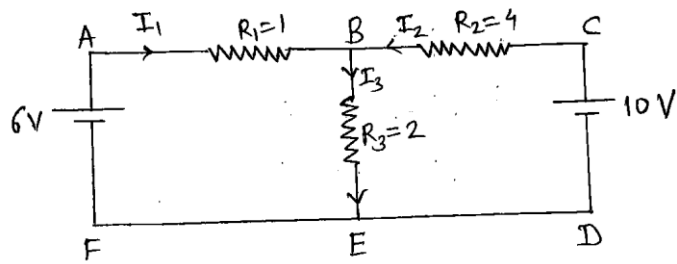 I₁ R₁=1 I₂ R₂=4
A B C
I₃
6V R₃=2 10V
F E D